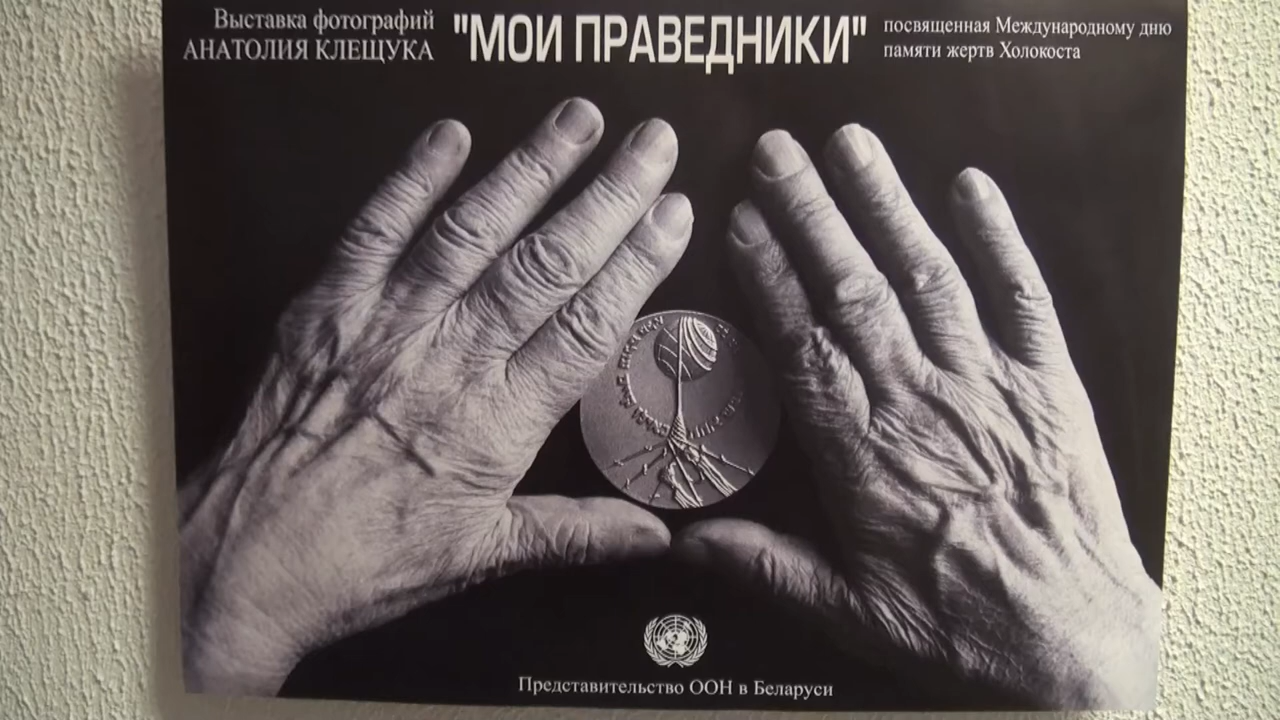 Выставка фотографий
АНАТОЛИЯ КЛЕЩУКА
"МОИ ПРАВЕДНИКИ"
посвященная Международному дню
памяти жертв Холокоста
Представительство ООН в Беларуси